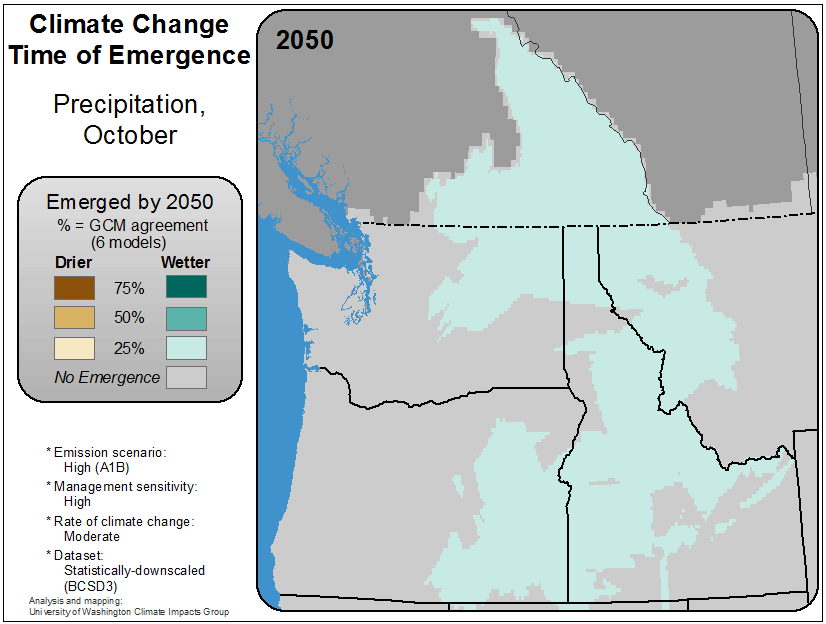 Climate Change
Time of Emergence
Precipitation,
October
2050
Emerged by 2050
% = GCM agreement
(6 models)
Drier Wetter
75%
50%
25%
No Emergence
* Emission scenario:
High (A1B)
* Management sensitivity:
High
* Rate of climate change:
Moderate
* Dataset:
Statistically-downscaled
(BCSD3)
Analysis and mapping:
University of Washington Climate Impacts Group